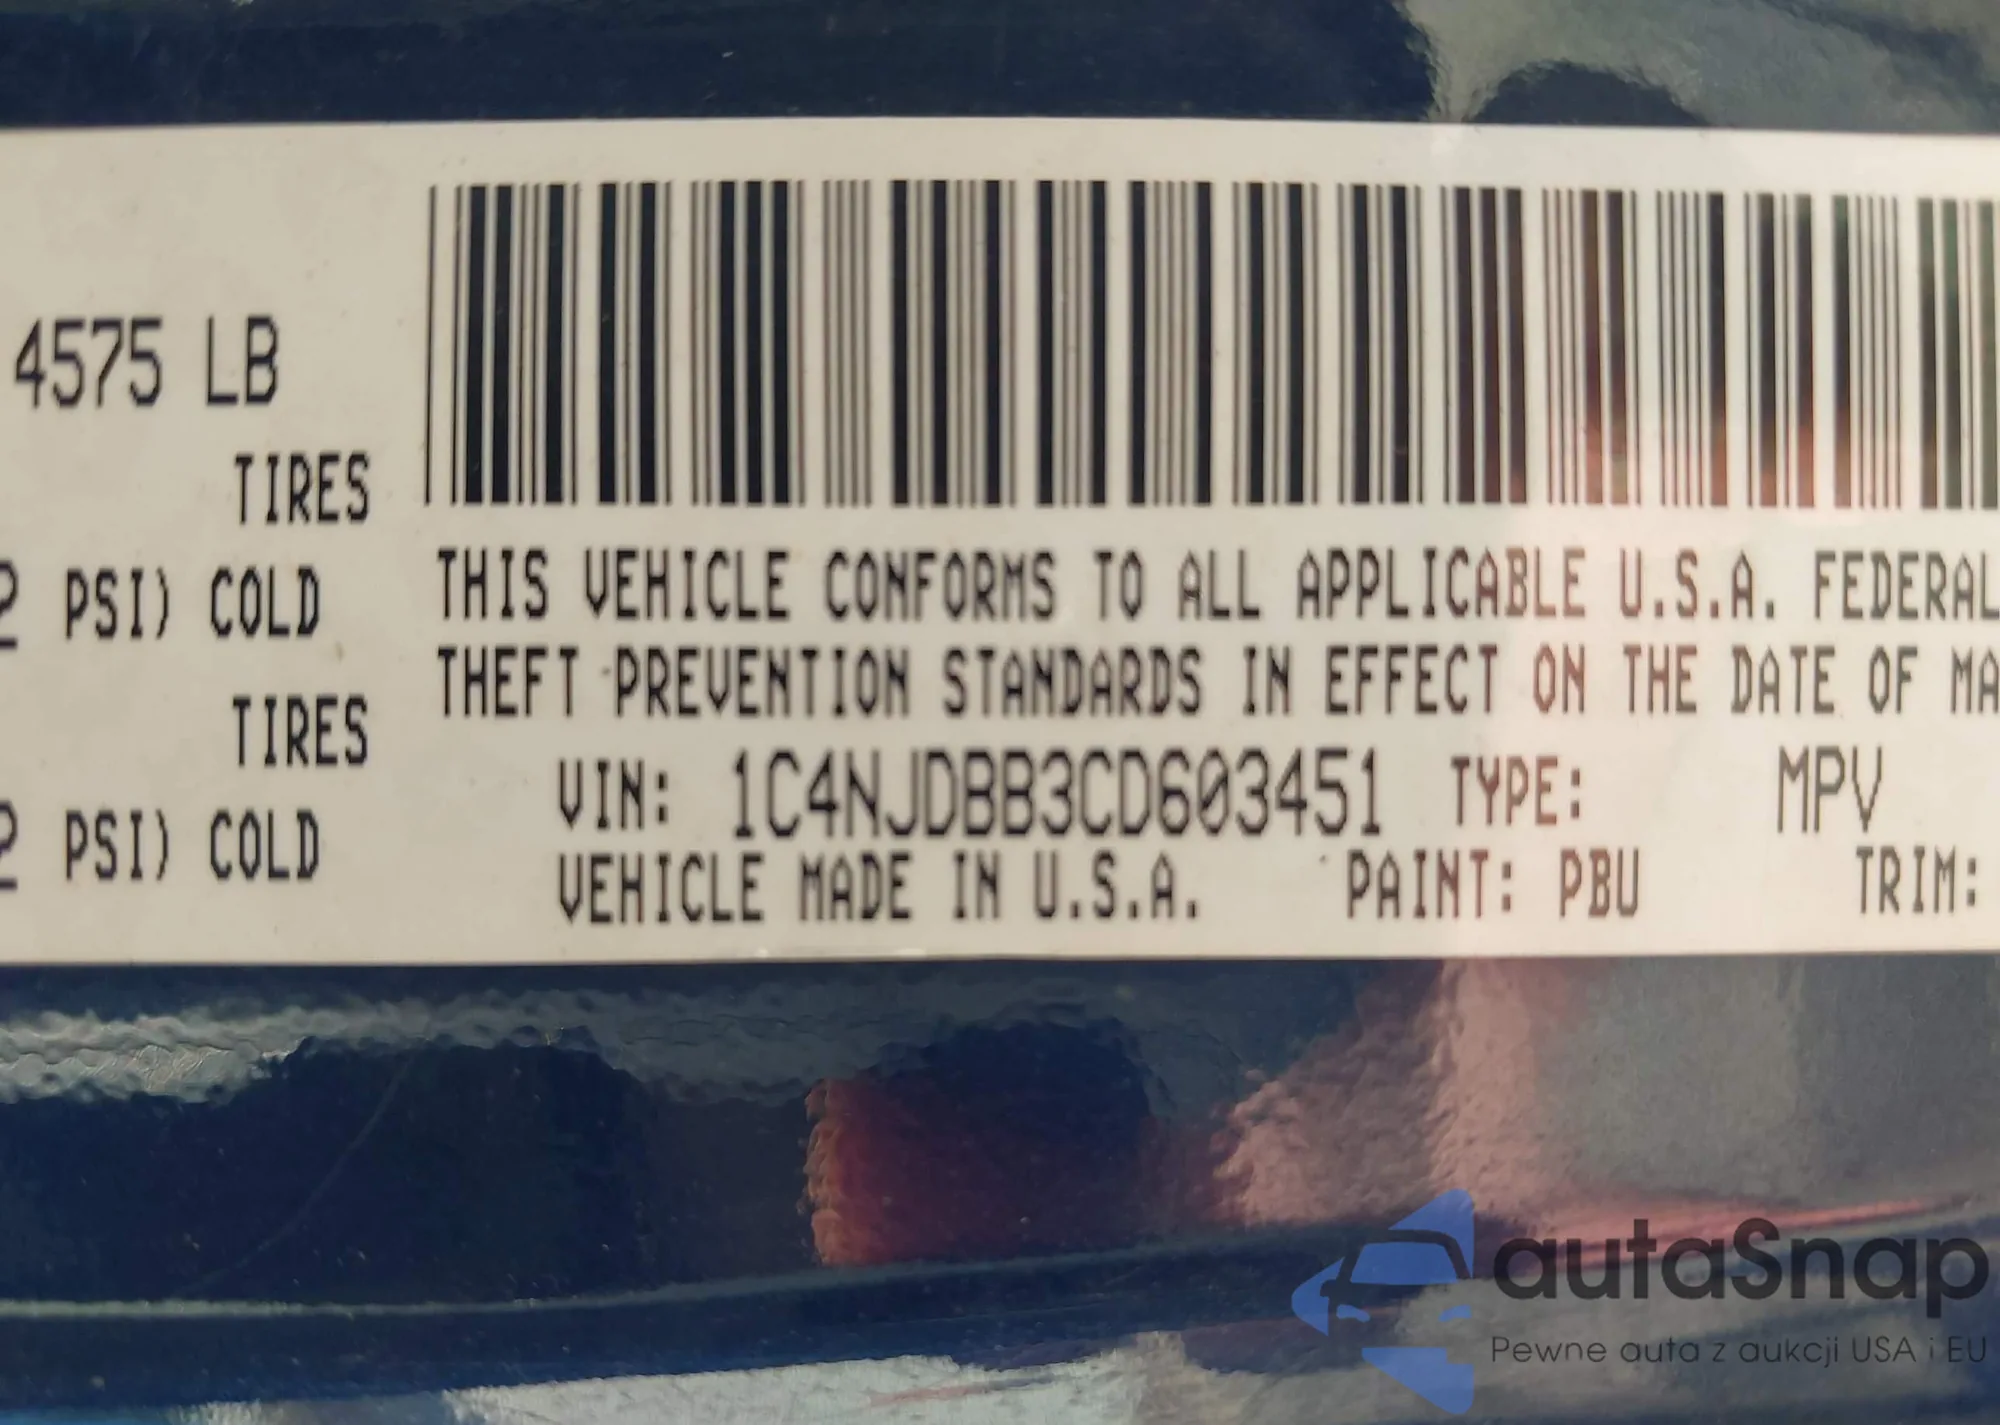 4575 LB
TIRES
PSI) COLD
TIRES
PSI) COLD
THIS VEHICLE CONFORMS TO ALL APPLICABLE U.S.A. FEDERAL
THEFT PREVENTION STANDARDS IN EFFECT ON THE DATE OF MA
VIN: 1C4NJDBB3CD603451 TYPE: MPV
VEHICLE MADE IN U.S.A. PAINT: PBU TRIM:
autaSnap
Pewne auta z aukcji USA i EU